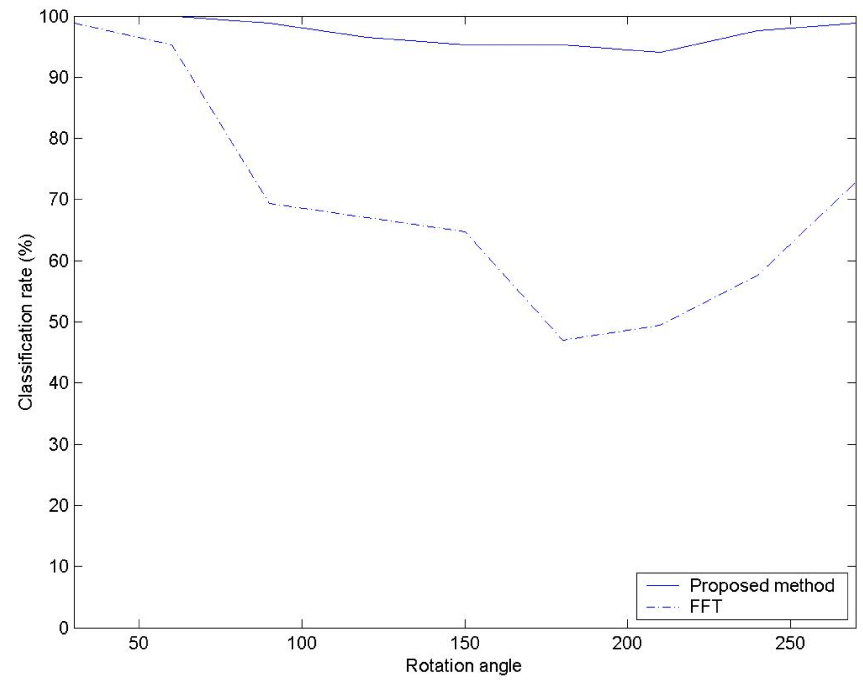 100
90
80
70
60
50
40
30
20
10
0
Classification rate (%)
50 100 150 200 250
Rotation angle
Proposed method
FFT